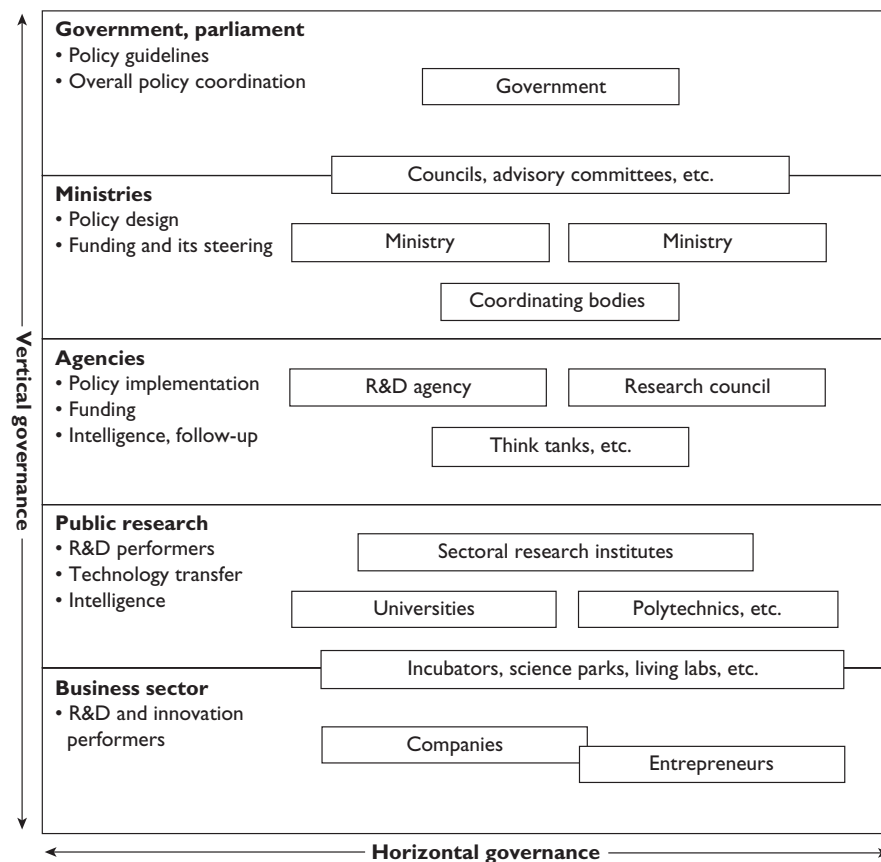 Government, parliament
• Policy guidelines
• Overall policy coordination
Government
Councils, advisory committees, etc.
Ministries
• Policy design
• Funding and its steering
Ministry
Ministry
Coordinating bodies
Agencies
• Policy implementation
• Funding
• Intelligence, follow-up
R&D agency
Research council
Think tanks, etc.
Public research
• R&D performers
• Technology transfer
• Intelligence
Sectoral research institutes
Universities
Polytechnics, etc.
Incubators, science parks, living labs, etc.
Business sector
• R&D and innovation
performers
Companies
Entrepreneurs
Vertical governance
Horizontal governance